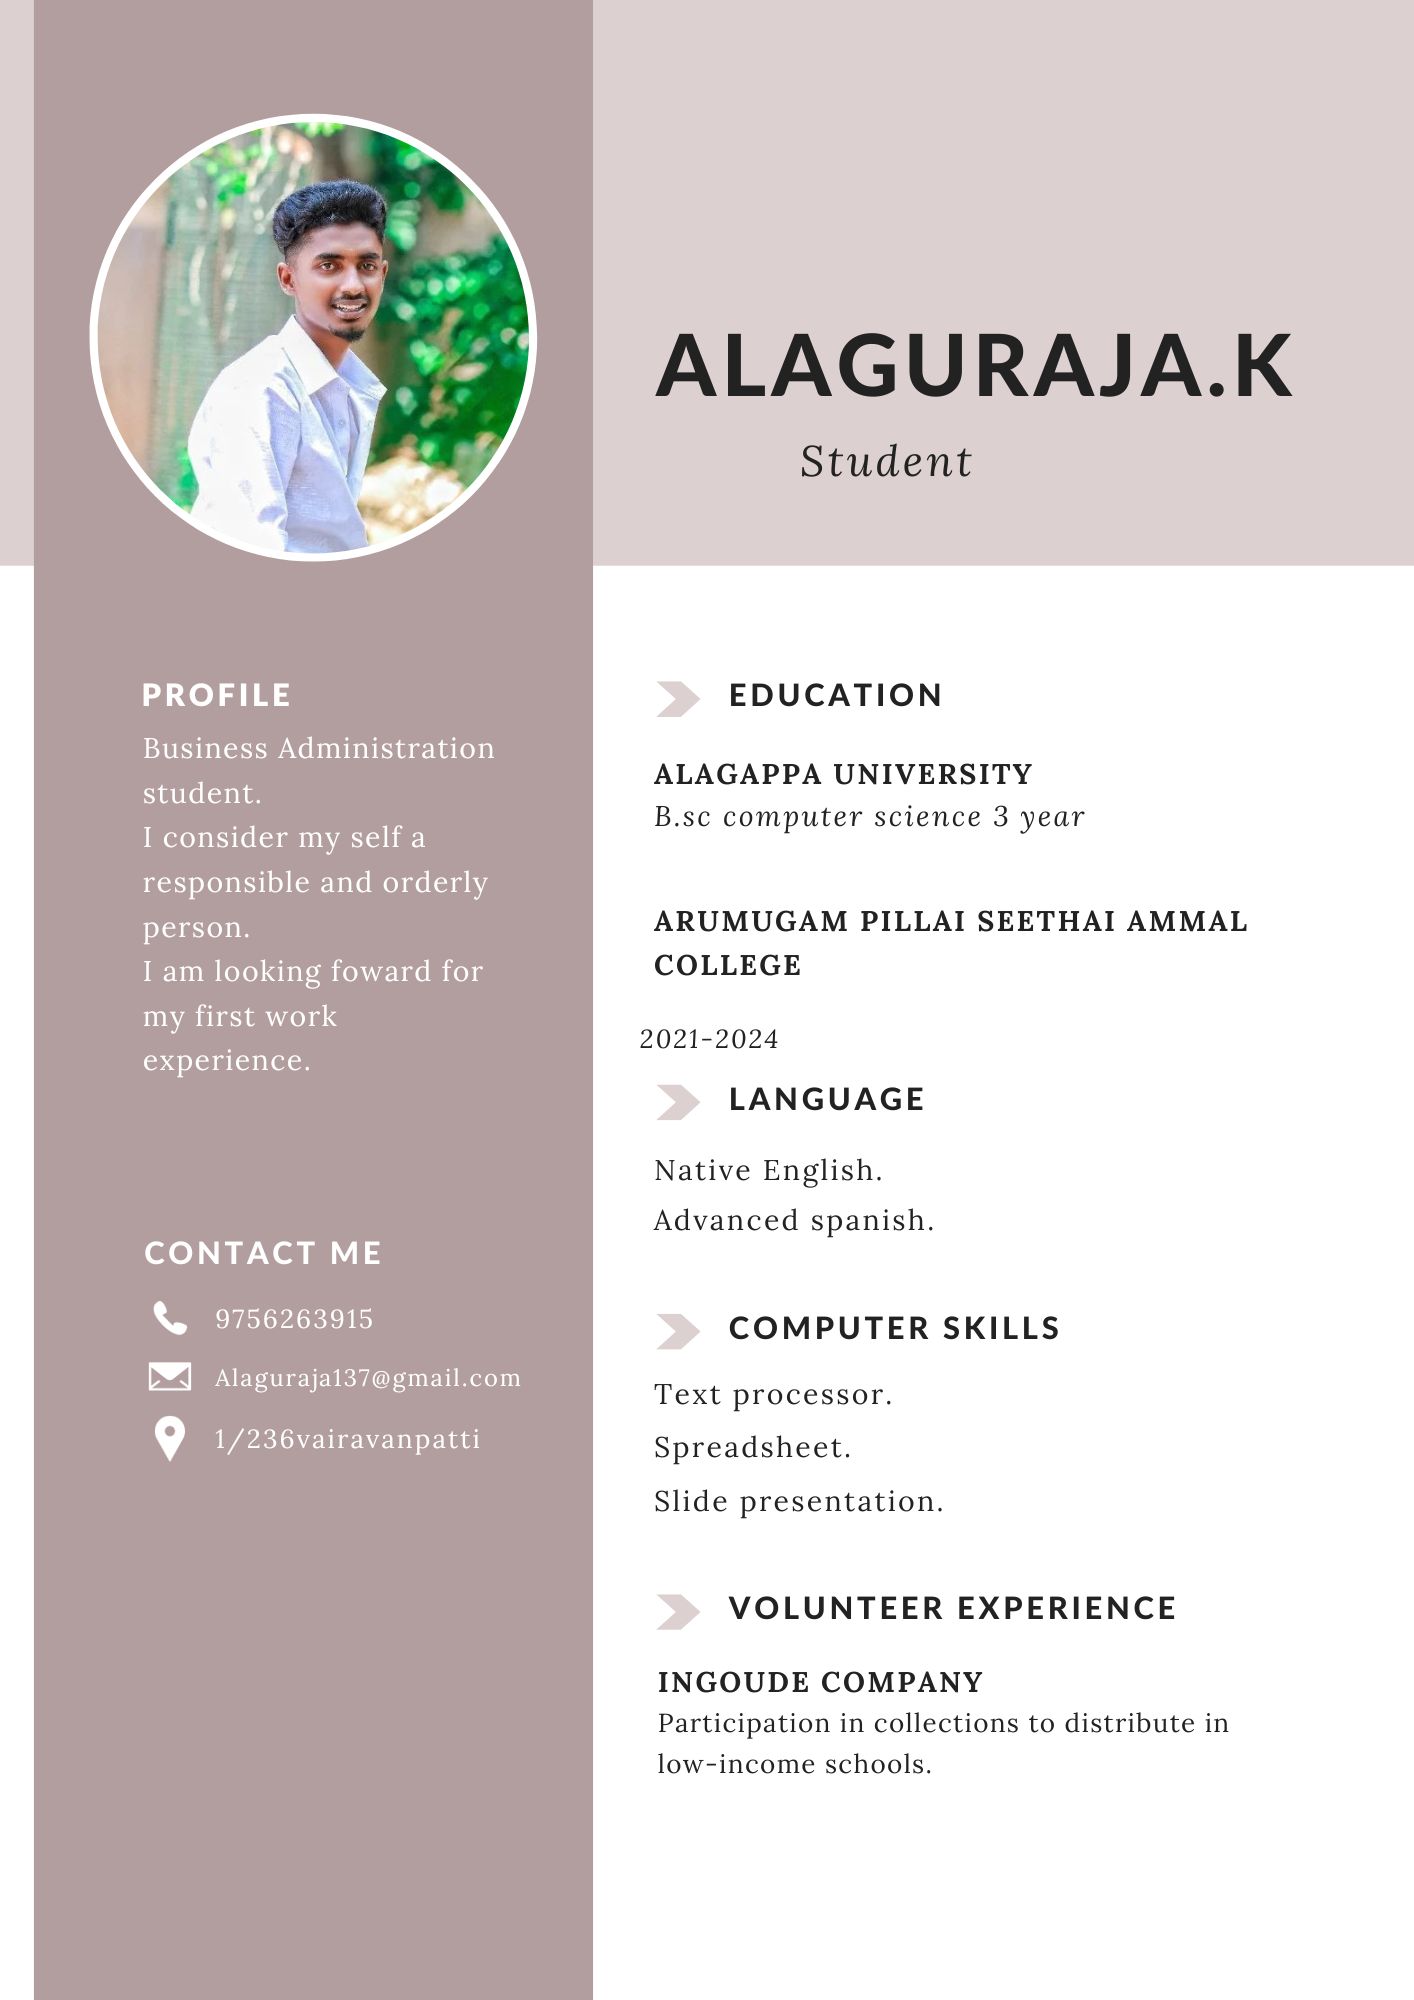 ALAGURAJA.K
Student
PROFILE
Business Administration
student.
I consider my self a
responsible and orderly
person.
I am looking foward for
my first work
experience.
CONTACT ME
9756263915
Alaguraja137@gmail.com
1/236vairavanpatti
EDUCATION
ALAGAPPA UNIVERSITY
B.sc computer science 3 year
ARUMUGAM PILLAI SEETHAI AMMAL
COLLEGE
2021-2024
LANGUAGE
Native English.
Advanced spanish.
COMPUTER SKILLS
Text processor.
Spreadsheet.
Slide presentation.
VOLUNTEER EXPERIENCE
INGOUDE COMPANY
Participation in collections to distribute in
low-income schools.